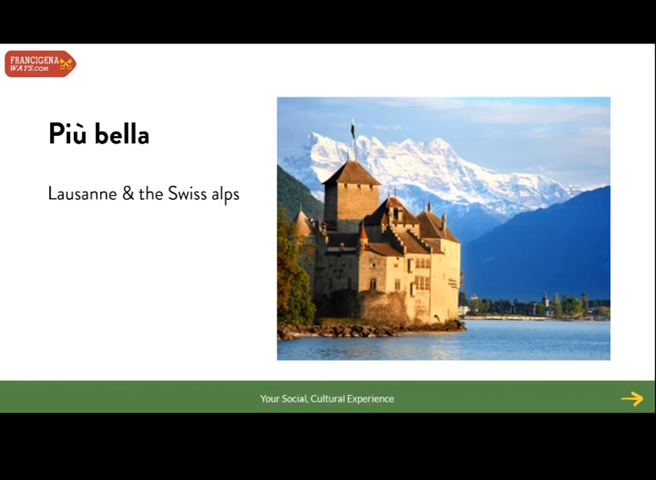 FRANCIGENA
WAYS.COM
Più bella
Lausanne & the Swiss alps
Your Social, Cultural Experience